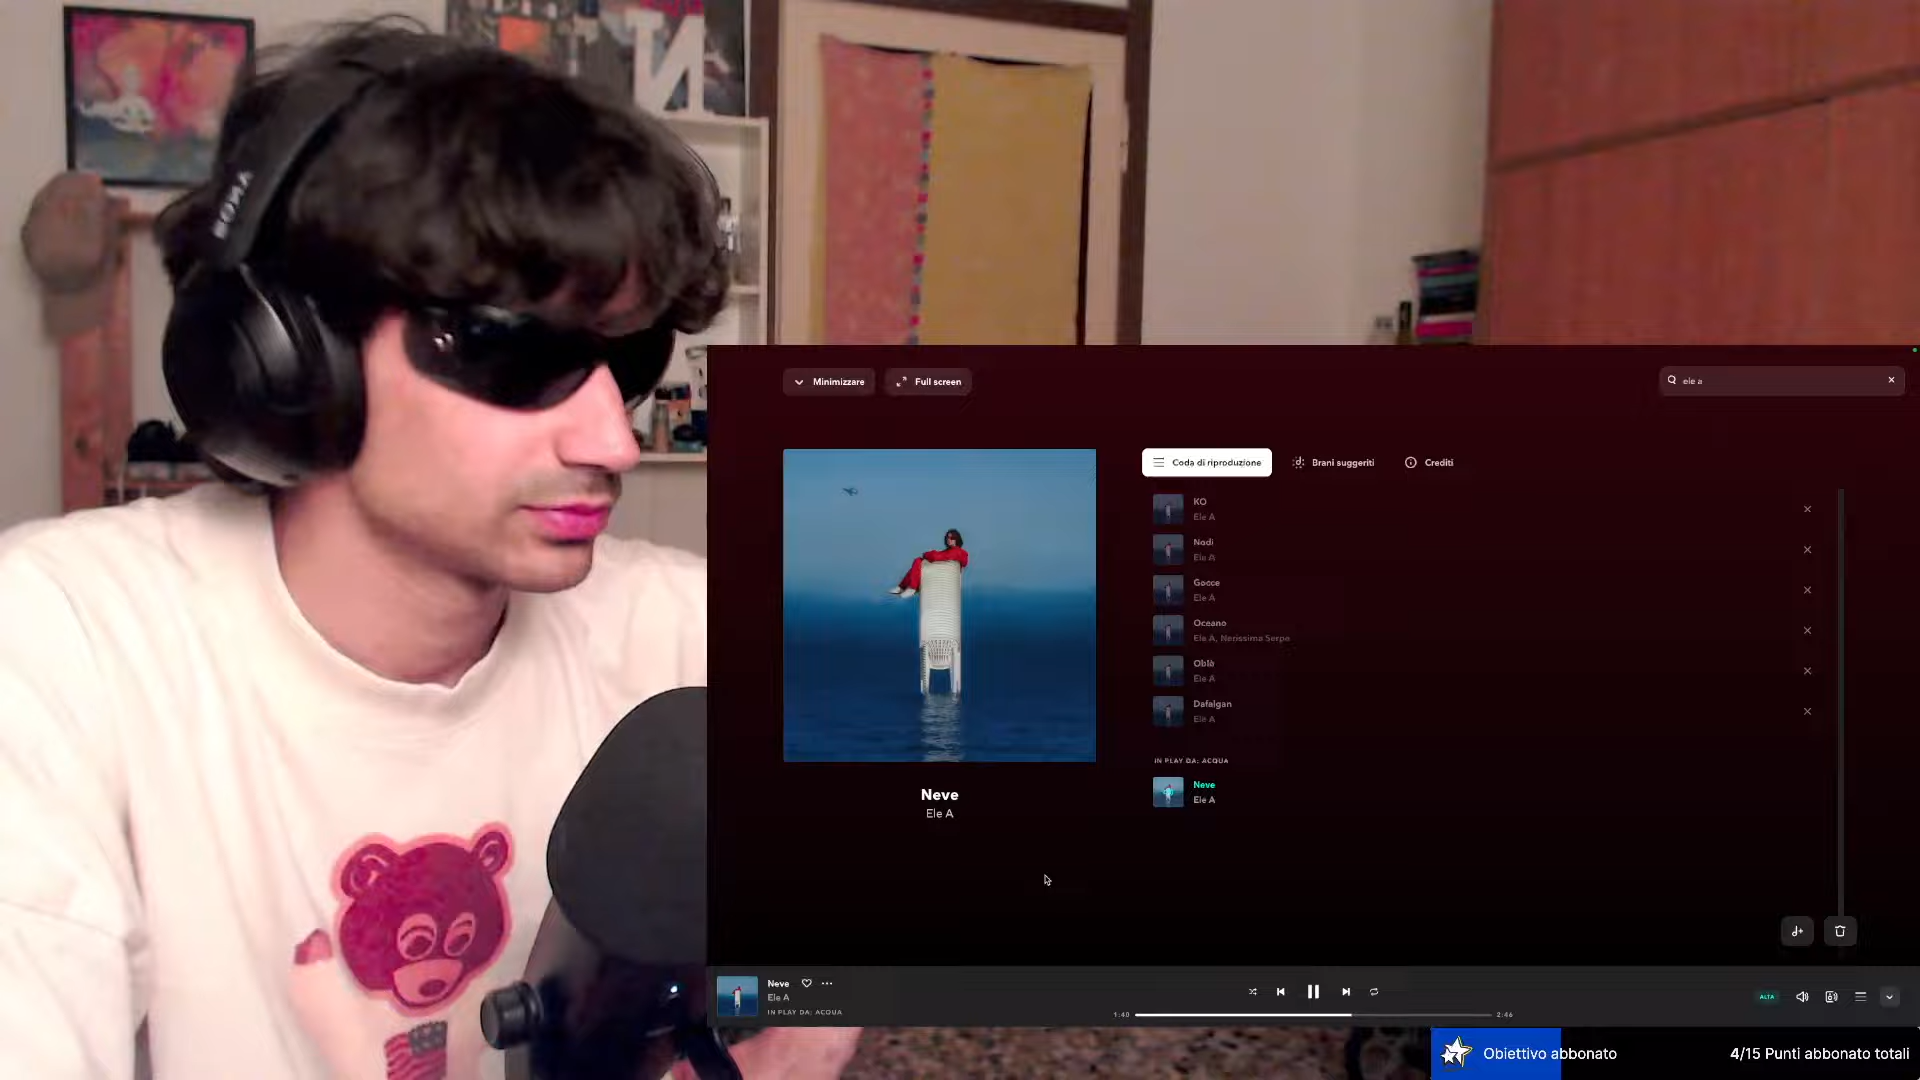 SONY
N
Minimizzare
Full screen
ele a
Coda di riproduzione
Brani suggeriti
Crediti
KO
Ele A
Nodi
Ele A
Gocce
Ele A
Oceano
Ele A, Nerissima Serpe
Oblò
Ele A
Dafalgan
Ele A
IN PLAY DA: ACQUA
Neve
Ele A
Neve
Ele A
Neve
Ele A
IN PLAY DA: ACQUA
1:40
2:46
ALTA
Obiettivo abbonato
4/15 Punti abbonato totali